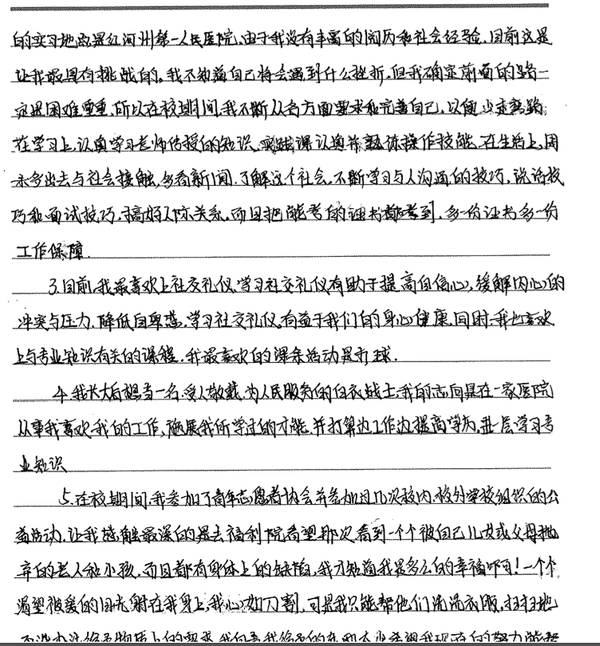 的实习地点是红河州第一人民医院,由于我没有丰富的阅历和社会经验,目前这是
让我最具有挑战的,我不知道自己将会遇到什么挫折,但我确定前面的路一
定是困难重重,所以在校期间,我不断从各方面要求和完善自己,以便少走弯路
在学习上,认真学习老师传授的知识、实践课认真并熟练操作技能,在生活上,周
末多出去与社会接触,多看新闻,了解这个社会,不断学习与人沟通的技巧,说话技
巧和面试技巧,搞好人际关系,而且把能考的证书都考到,多一份证书多一份
工作保障.
3.目前,我最喜欢上社交礼仪,学习社交礼仪有助于提高自信心,缓解内心的
冲突与压力,降低自卑感,学习社交礼仪,有益于我们的身心健康,同时,我也喜欢
上与专业知识有关的课程,我最喜欢的课余活动是打球.
4.我长大后想当一名受人敬戴,为人民服务的白衣战士,我的志向是在一家医院
从事我喜欢我的工作,施展我所学过的才能,并打算边工作边提高学历,进一层学习专
业知识
5.在校期间,我参加了青年志愿者协会并参加过几次校内、校外学校组织的公
益活动,让我感触最深的是去福利院看望那次,看到一个个被自己儿女或父母抛
弃的老人和小孩,而且都有身体上的缺陷,我才知道我是多么的幸福呀!一个个
渴望被爱的目光射在我身上,我心如刀割,可是我只能帮他们洗洗衣服,扫扫地